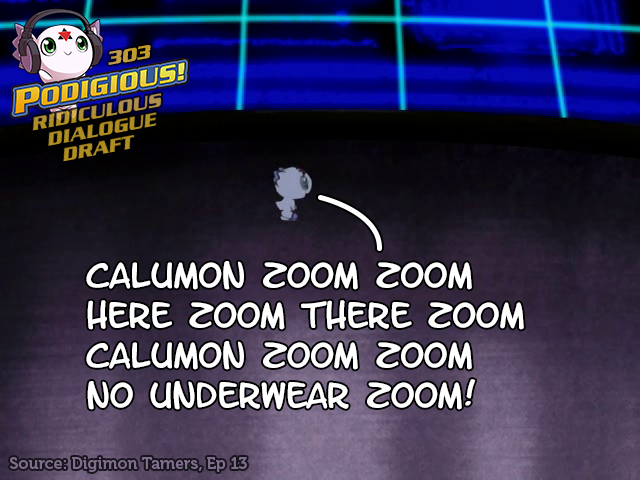 303
PODIGIOUS!
RIDICULOUS
DIALOGUE
DRAFT
CALUMON ZOOM ZOOM
HERE ZOOM THERE ZOOM
CALUMON ZOOM ZOOM
NO UNDERWEAR ZOOM!
Source: Digimon Tamers, Ep 13